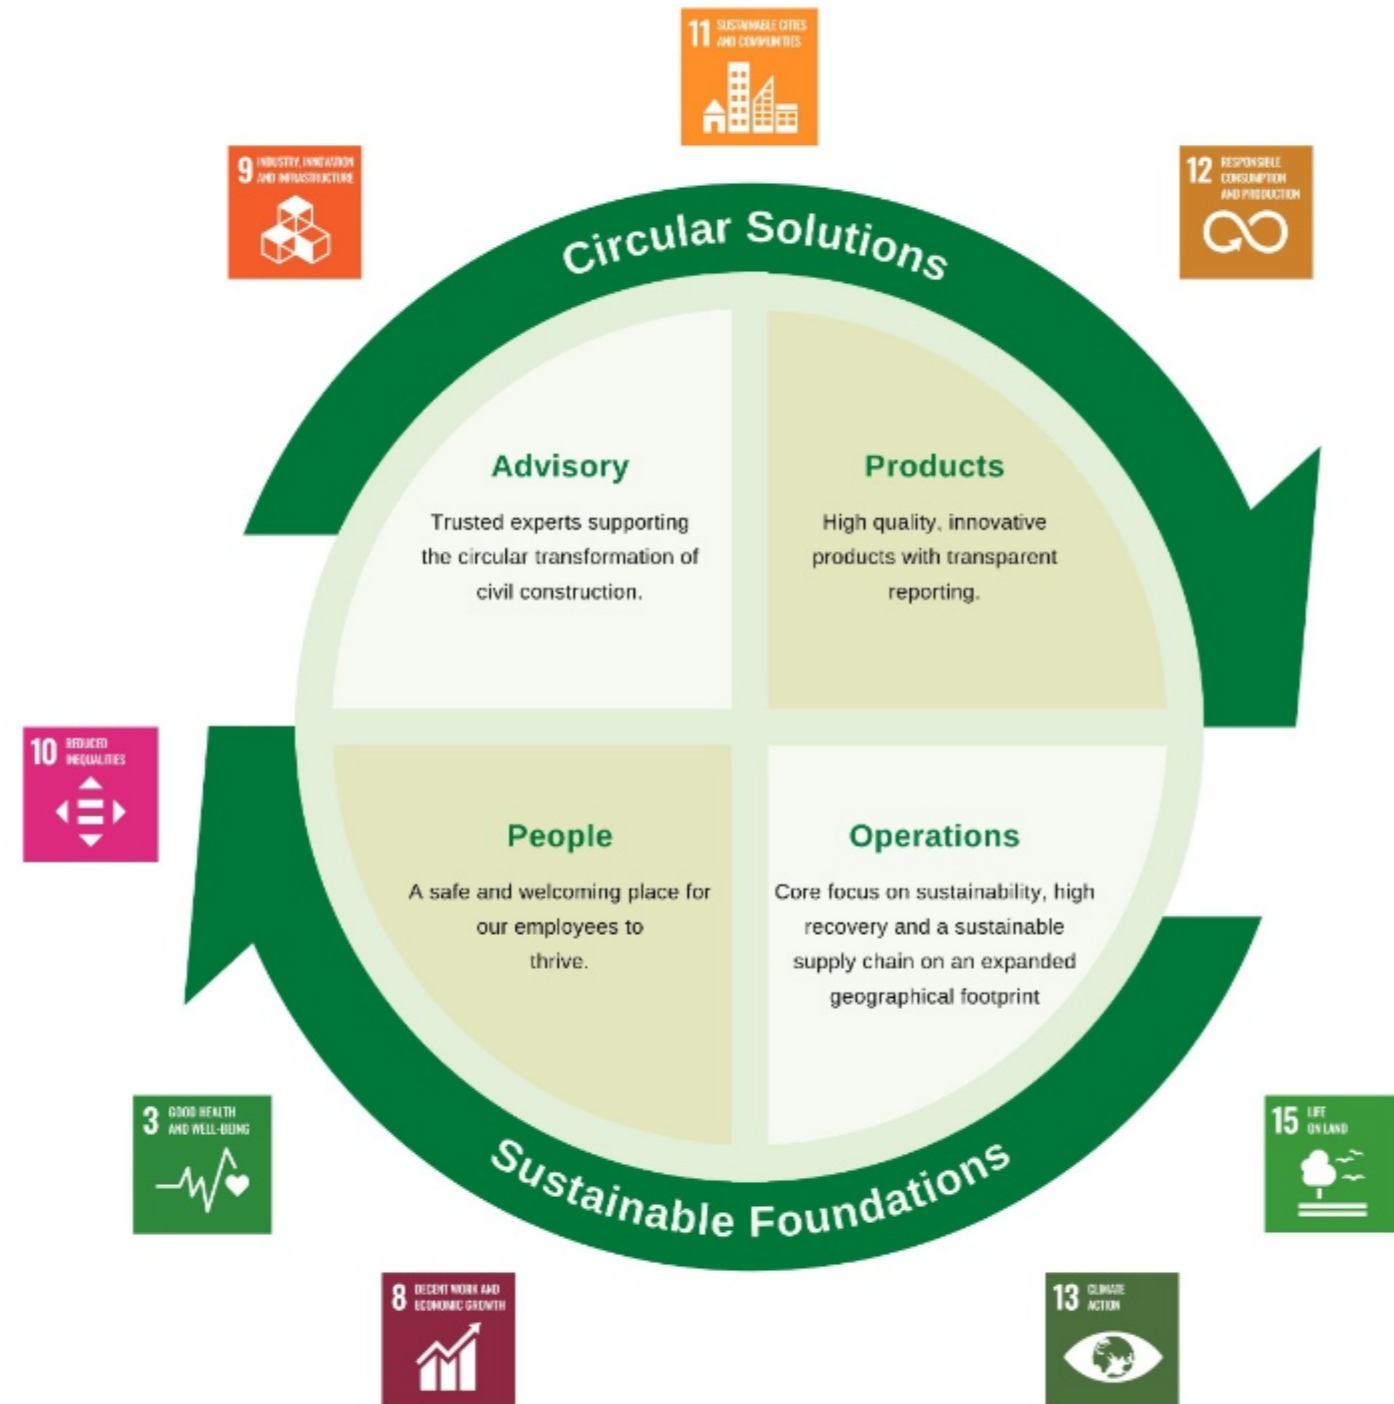 11 SUSTAINABLE CITIES
AND COMMUNITIES
9 INDUSTRY, INNOVATION
AND INFRASTRUCTURE
12 RESPONSIBLE
CONSUMPTION
AND PRODUCTION
Circular Solutions
Advisory
Trusted experts supporting
the circular transformation of
civil construction.
Products
High quality, innovative
products with transparent
reporting.
10 REDUCED
INEQUALITIES
People
A safe and welcoming place for
our employees to
thrive.
Operations
Core focus on sustainability, high
recovery and a sustainable
supply chain on an expanded
geographical footprint
3 GOOD HEALTH
AND WELL-BEING
15 LIFE
ON LAND
Sustainable Foundations
8 DECENT WORK AND
ECONOMIC GROWTH
13 CLIMATE
ACTION